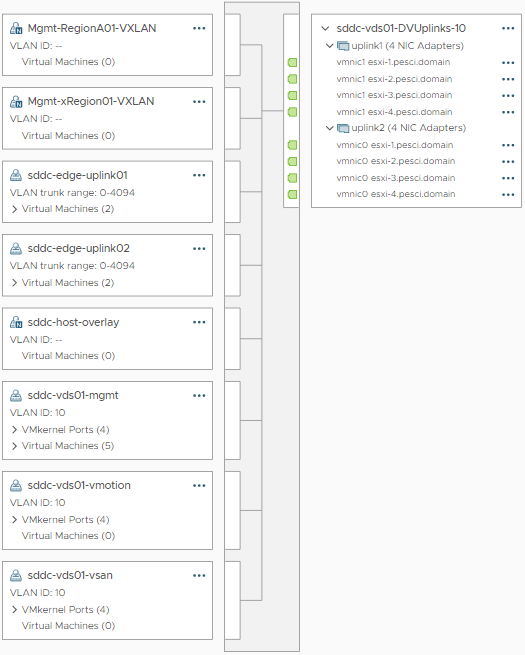 Mgmt-RegionA01-VXLAN
VLAN ID: --
Virtual Machines (0)
Mgmt-xRegion01-VXLAN
VLAN ID: --
Virtual Machines (0)
sddc-edge-uplink01
VLAN trunk range: 0-4094
Virtual Machines (2)
sddc-edge-uplink02
VLAN trunk range: 0-4094
Virtual Machines (2)
sddc-host-overlay
VLAN ID: --
Virtual Machines (0)
sddc-vds01-mgmt
VLAN ID: 10
VMkernel Ports (4)
Virtual Machines (5)
sddc-vds01-vmotion
VLAN ID: 10
VMkernel Ports (4)
Virtual Machines (0)
sddc-vds01-vsan
VLAN ID: 10
VMkernel Ports (4)
Virtual Machines (0)
sddc-vds01-DVUplinks-10
uplink1 (4 NIC Adapters)
vmnic1 esxi-1.pesci.domain
vmnic1 esxi-2.pesci.domain
vmnic1 esxi-3.pesci.domain
vmnic1 esxi-4.pesci.domain
uplink2 (4 NIC Adapters)
vmnic0 esxi-1.pesci.domain
vmnic0 esxi-2.pesci.domain
vmnic0 esxi-3.pesci.domain
vmnic0 esxi-4.pesci.domain